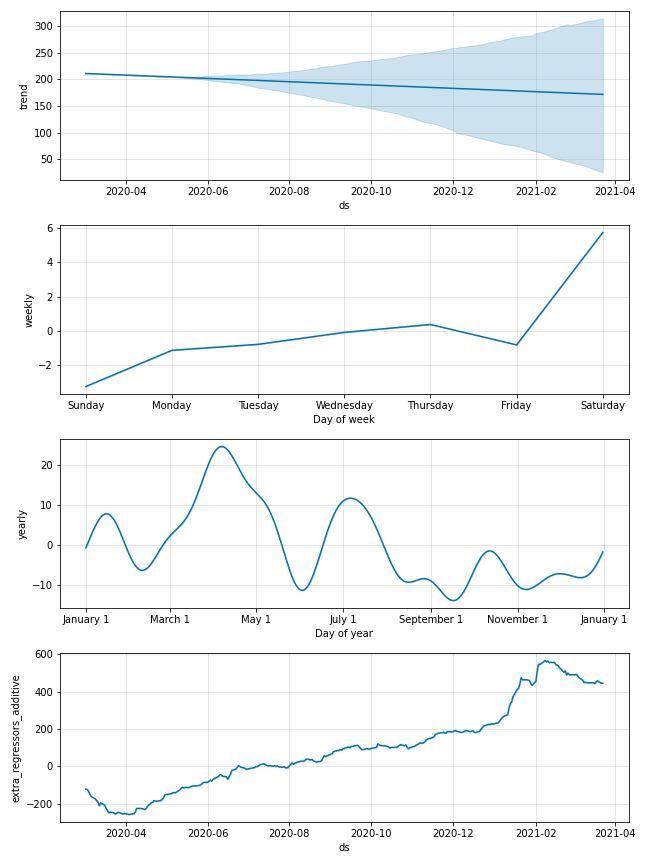 300
250
200
150
100
50
trend
2020-04 2020-06 2020-08 2020-10 2020-12 2021-02 2021-04
ds
6
4
2
0
−2
weekly
Sunday Monday Tuesday Wednesday Thursday Friday Saturday
Day of week
20
10
0
−10
yearly
January 1 March 1 May 1 July 1 September 1 November 1 January 1
Day of year
600
400
200
0
−200
extra_regressors_additive
2020-04 2020-06 2020-08 2020-10 2020-12 2021-02 2021-04
ds